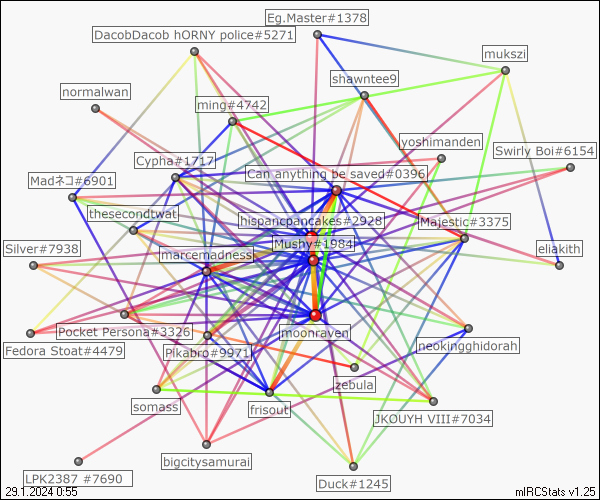 Eg.Master#1378
DacobDacob hORNY police#5271
mukszi
shawntee9
normalwan
ming#4742
yoshimanden
Swirly Boi#6154
Cypha#1717
Can anything be saved#0396
Madネコ#6901
thesecondtwat
hispancpancakes#2928
Majestic#3375
Mushy#1984
Silver#7938
marcemadness
eliakith
Pocket Persona#3326
moonraven
neokingghidorah
Fedora Stoat#4479
Pikabro#9971
zebula
somass
frisout
JKOUYH VIII#7034
bigcitysamurai
LPK2387 #7690
Duck#1245
29.1.2024 0:55
mIRCStats v1.25